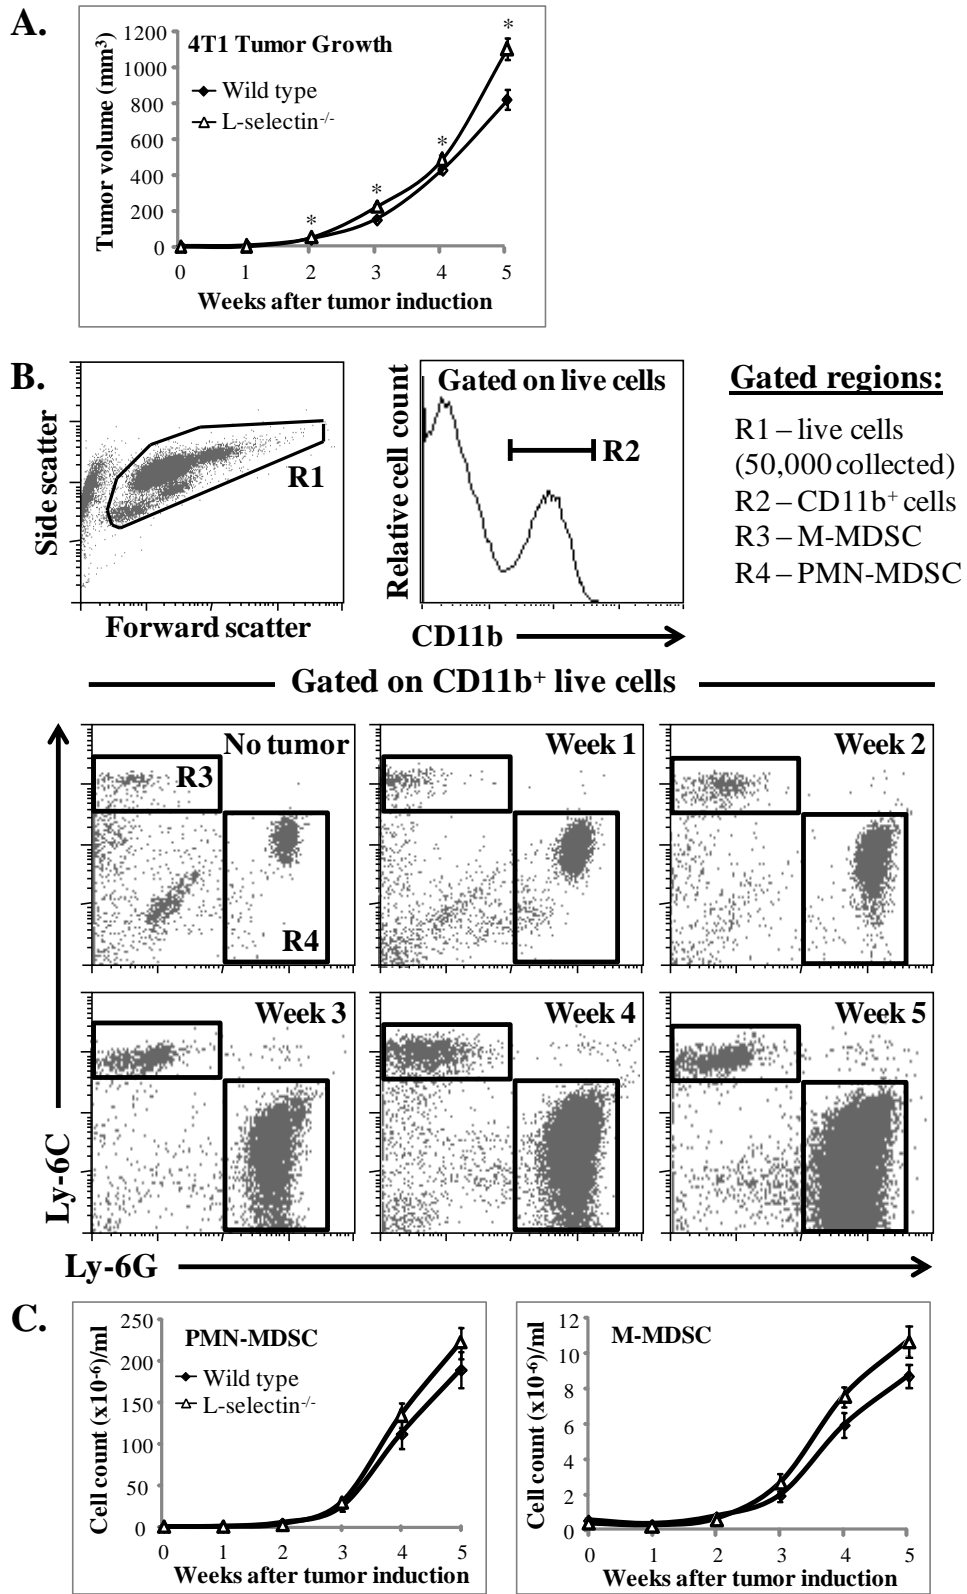 A.
4T1 Tumor Growth
Wild type
L-selectin-/-
Tumor volume (mm3)
1200
1000
800
600
400
200
0
* * * *
0 1 2 3 4 5
Weeks after tumor induction
B.
Side scatter
R1
Forward scatter
Gated on live cells
Relative cell count
R2
CD11b
Gated regions:
R1 – live cells
(50,000 collected)
R2 – CD11b+ cells
R3 – M-MDSC
R4 – PMN-MDSC
Gated on CD11b+ live cells
No tumor
R3
R4
Week 1
Week 2
Week 3
Week 4
Week 5
Ly-6C
Ly-6G
C.
PMN-MDSC
Wild type
L-selectin-/-
Cell count (x10-6)/ml
250
200
150
100
50
0
0 1 2 3 4 5
Weeks after tumor induction
M-MDSC
Cell count (x10-6)/ml
12
10
8
6
4
2
0
0 1 2 3 4 5
Weeks after tumor induction